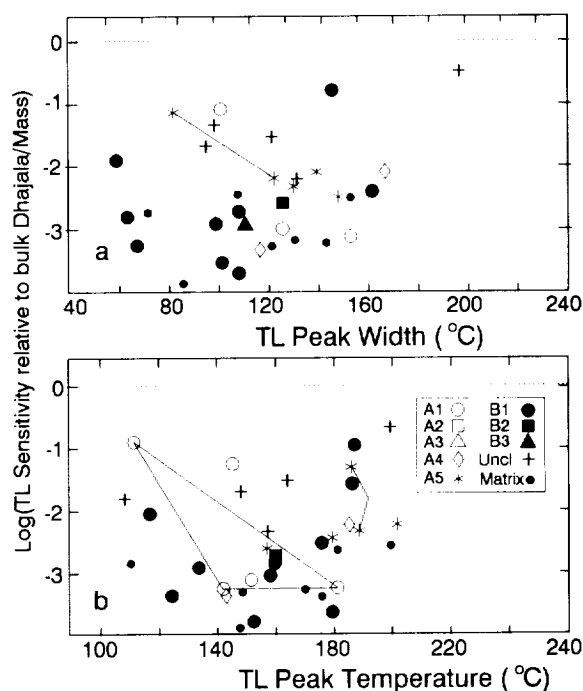 Log(TL Sensitivity relative to bulk Dhajala/Mass)
0
-1
-2
-3
a
40 80 120 160 200 240
TL Peak Width (°C)
0
-1
-2
-3
b
A1 B1
A2 B2
A3 B3
A4 Uncl
A5 Matrix
100 140 180 220 240
TL Peak Temperature (°C)